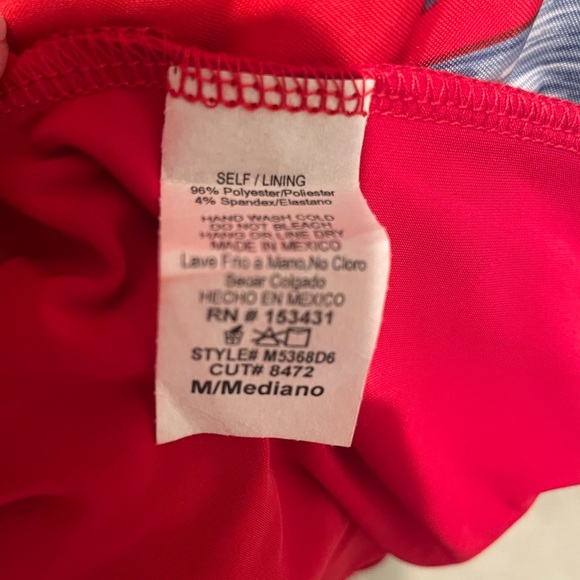 SELF / LINING
96% Polyester/Poliester
4% Spandex/Elastano
HAND WASH COLD
DO NOT BLEACH
HANG OR LINE DRY
MADE IN MEXICO
Lave Frio a Mano,No Cloro
Secar Colgado
HECHO EN MEXICO
RN # 153431
STYLE# M5368D6
CUT# 8472
M/Mediano